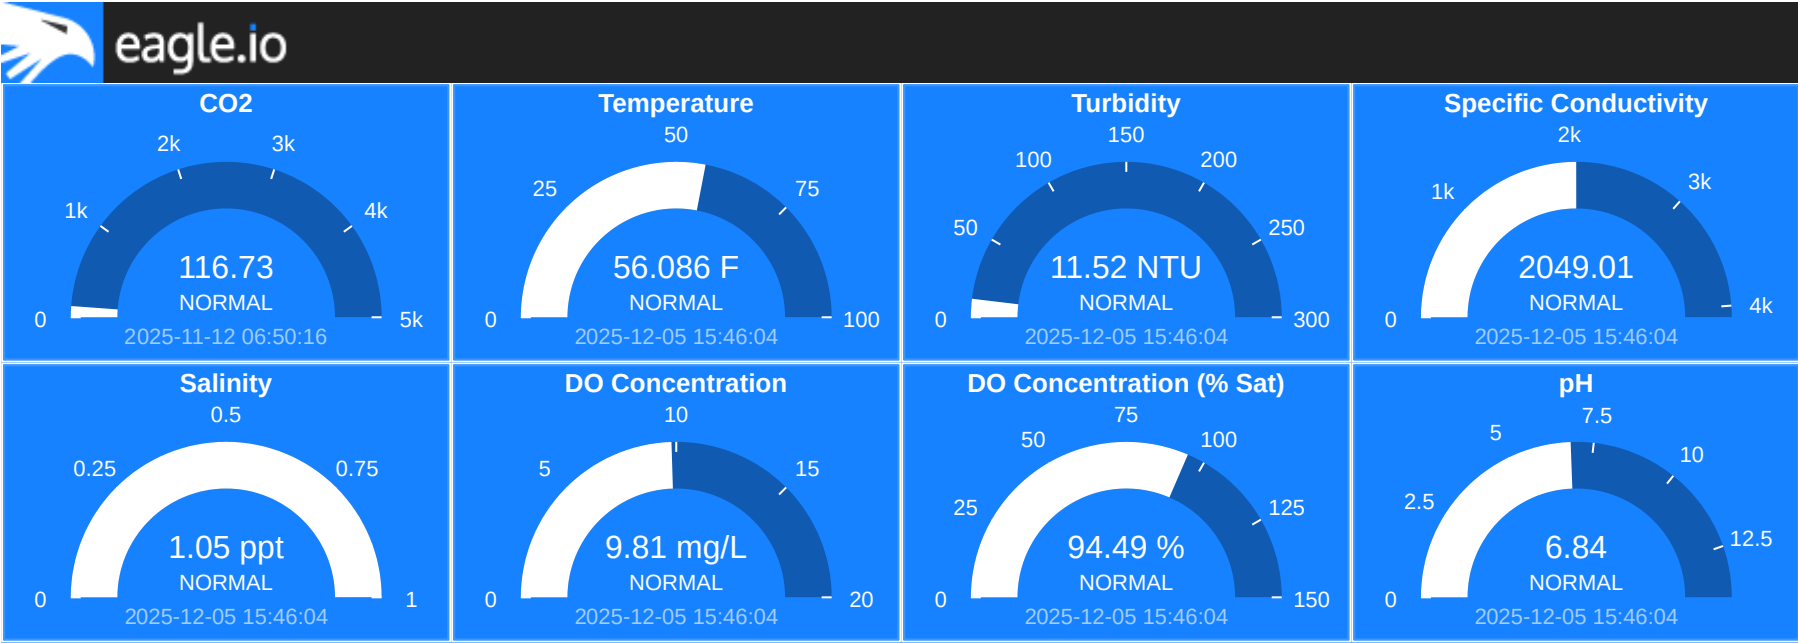 eagle.io
CO2
2k 3k
1k 4k
116.73
NORMAL
0 5k
2025-11-12 06:50:16
Temperature
50
25 75
56.086 F
NORMAL
0 100
2025-12-05 15:46:04
Turbidity
150
100 200
50 250
11.52 NTU
NORMAL
0 300
2025-12-05 15:46:04
Specific Conductivity
2k
1k 3k
2049.01
NORMAL
0 4k
2025-12-05 15:46:04
Salinity
0.5
0.25 0.75
1.05 ppt
NORMAL
0 1
2025-12-05 15:46:04
DO Concentration
10
5 15
9.81 mg/L
NORMAL
0 20
2025-12-05 15:46:04
DO Concentration (% Sat)
75
50 100
25 125
94.49 %
NORMAL
0 150
2025-12-05 15:46:04
pH
7.5
5 10
2.5 12.5
6.84
NORMAL
0
2025-12-05 15:46:04